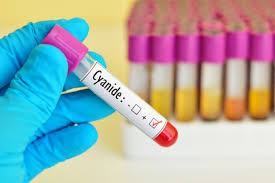 Cyanide: - ☐
+ ☑